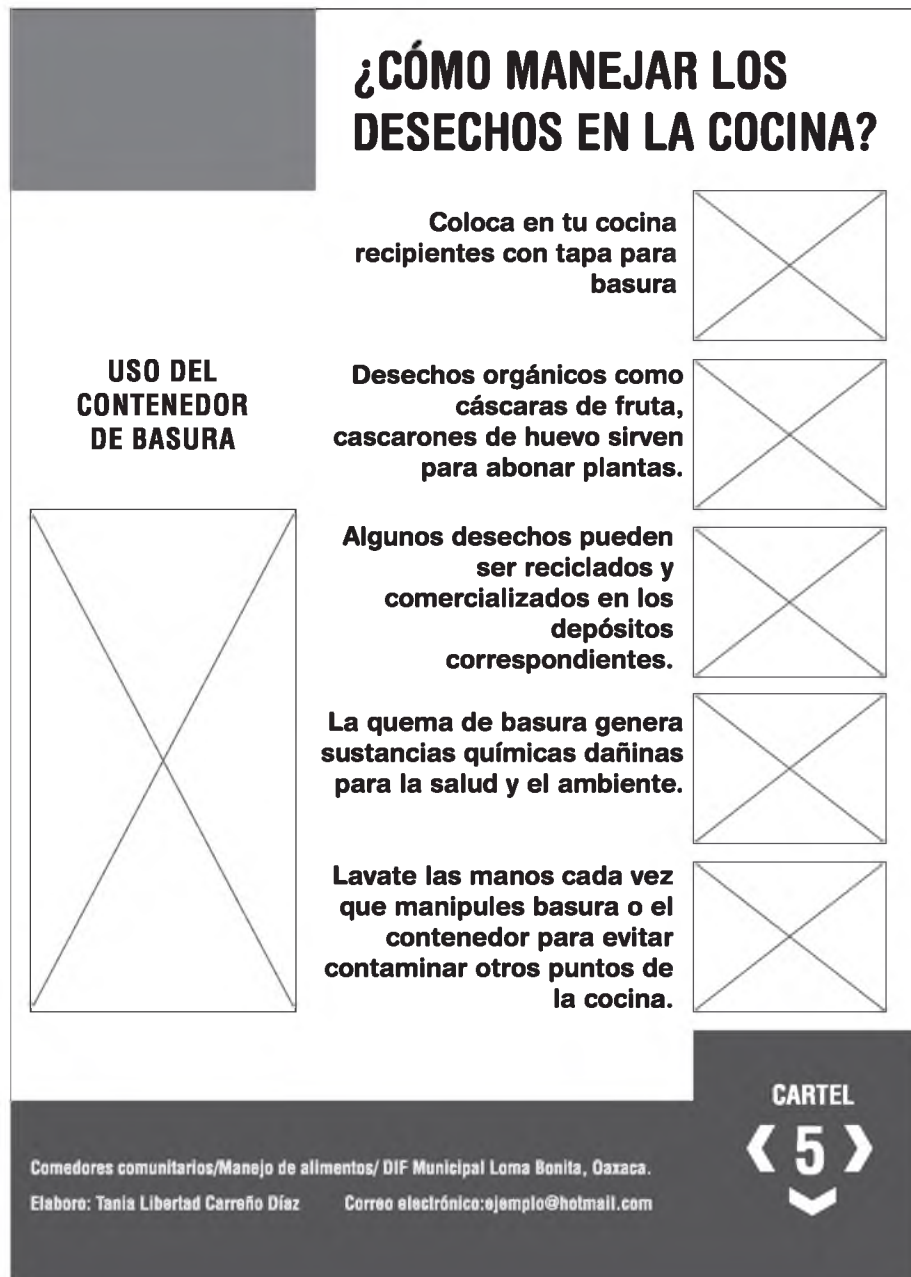 ¿CÓMO MANEJAR LOS
DESECHOS EN LA COCINA?
Coloca en tu cocina
recipientes con tapa para
basura
USO DEL
CONTENEDOR
DE BASURA
Desechos orgánicos como
cáscaras de fruta,
cascarones de huevo sirven
para abonar plantas.
Algunos desechos pueden
ser reciclados y
comercializados en los
depósitos
correspondientes.
La quema de basura genera
sustancias químicas dañinas
para la salud y el ambiente.
Lavate las manos cada vez
que manipules basura o el
contenedor para evitar
contaminar otros puntos de
la cocina.
CARTEL
5
Comedores comunitarios/Manejo de alimentos/ DIF Municipal Loma Bonita, Oaxaca.
Elaboro: Tania Libertad Carreño Díaz Correo electrónico:ejemplo@hotmail.com